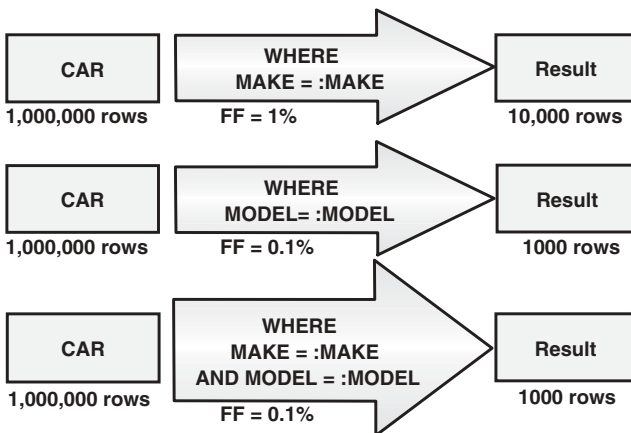 CAR
WHERE
MAKE = :MAKE
Result
1,000,000 rows
FF = 1%
10,000 rows
CAR
WHERE
MODEL= :MODEL
Result
1,000,000 rows
FF = 0.1%
1000 rows
CAR
WHERE
MAKE = :MAKE
AND MODEL = :MODEL
Result
1,000,000 rows
FF = 0.1%
1000 rows